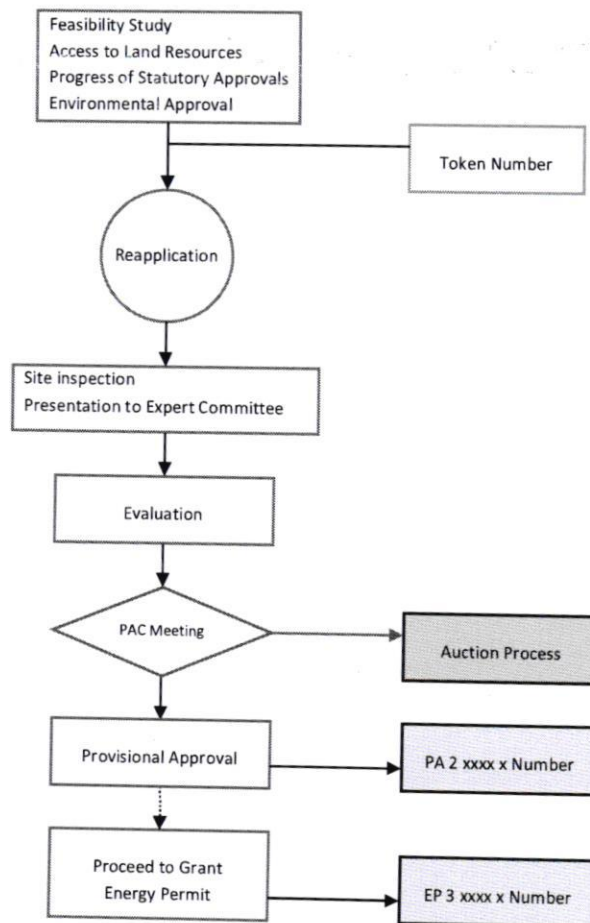 Feasibility Study
Access to Land Resources
Progress of Statutory Approvals
Environmental Approval
Token Number
Reapplication
Site inspection
Presentation to Expert Committee
Evaluation
PAC Meeting
Auction Process
Provisional Approval
PA 2 xxxx x Number
Proceed to Grant
Energy Permit
EP 3 xxxx x Number